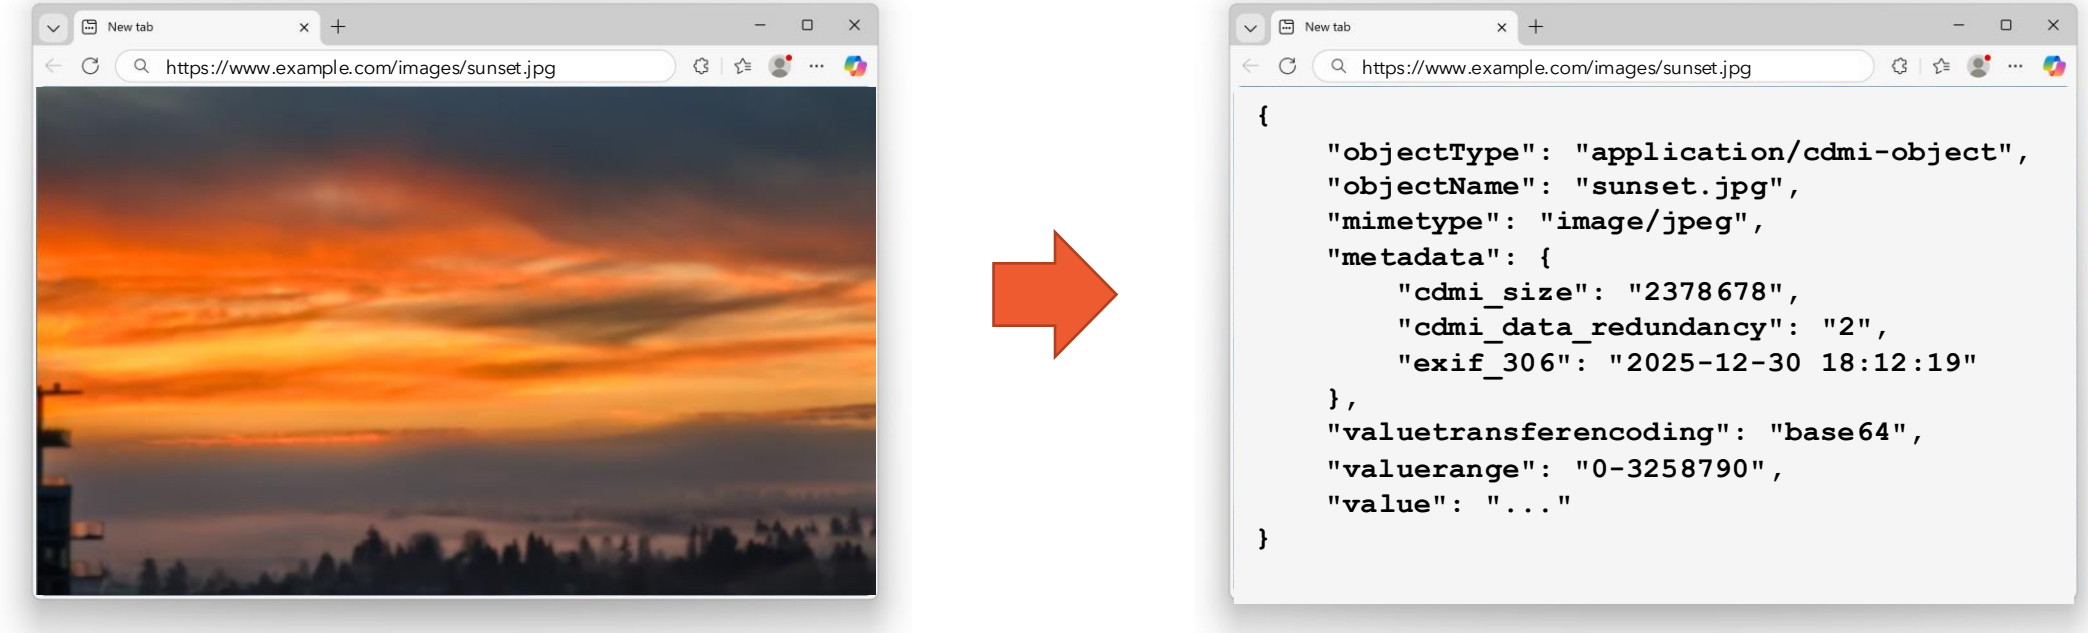 New tab
https://www.example.com/images/sunset.jpg
New tab
https://www.example.com/images/sunset.jpg
{
"objectType": "application/cdmi-object",
"objectName": "sunset.jpg",
"mimetype": "image/jpeg",
"metadata": {
"cdmi_size": "2378678",
"cdmi_data_redundancy": "2",
"exif_306": "2025-12-30 18:12:19"
},
"valuetransferencoding": "base64",
"valuerange": "0-3258790",
"value": "..."
}